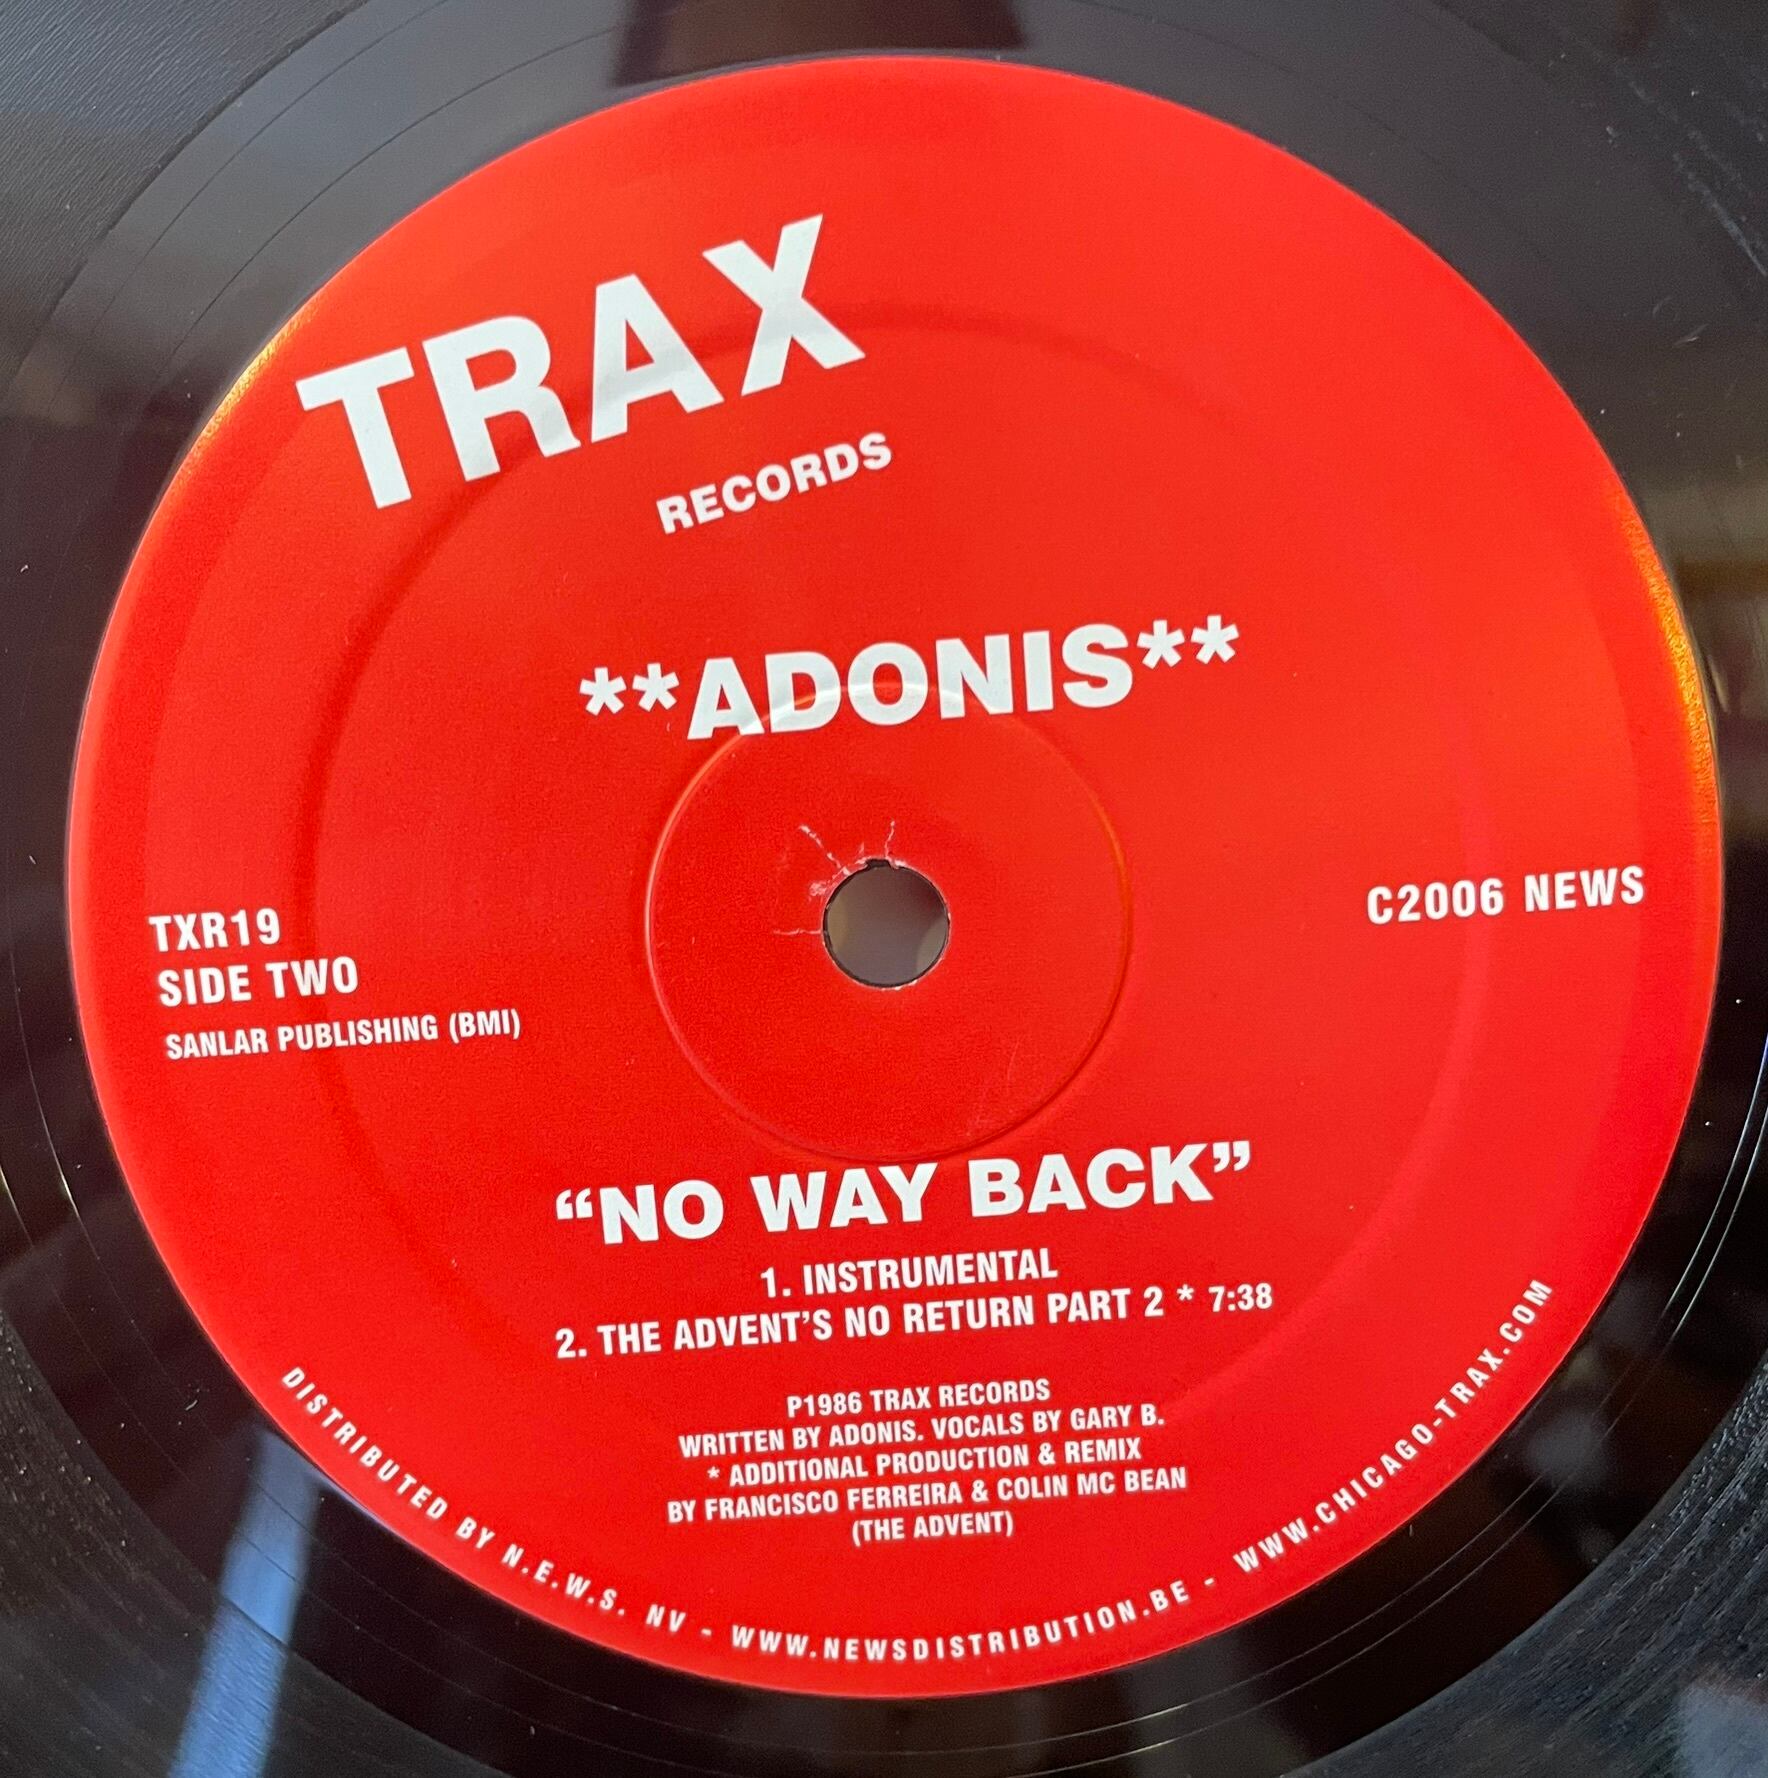 TRAX
RECORDS
**ADONIS**
TXR19
SIDE TWO
SANLAR PUBLISHING (BMI)
C2006 NEWS
“NO WAY BACK”
1. INSTRUMENTAL
2. THE ADVENT’S NO RETURN PART 2 * 7:38
P1986 TRAX RECORDS
WRITTEN BY ADONIS. VOCALS BY GARY B.
* ADDITIONAL PRODUCTION & REMIX
BY FRANCISCO FERREIRA & COLIN MC BEAN
(THE ADVENT)
DISTRIBUTED BY N.E.W.S. NV - WWW.NEWSDISTRIBUTION.BE - WWW.CHICAGO-TRAX.COM